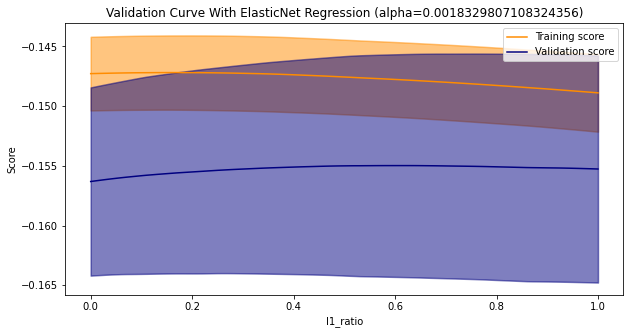 Validation Curve With ElasticNet Regression (alpha=0.0018329807108324356)
Training score
Validation score
Score
−0.145
−0.150
−0.155
−0.160
−0.165
0.0 0.2 0.4 0.6 0.8 1.0
l1_ratio